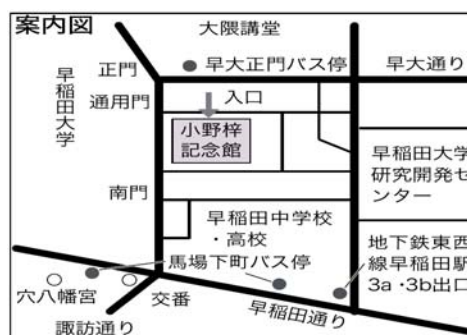 案内図
大隈講堂
正門
早大正門バス停
早大通り
早稲田大学
通用門
入口
小野梓
記念館
早稲田大学
研究開発セ
ンター
南門
早稲田中学校
・高校
地下鉄東西
線早稲田駅
3a・3b出口
馬場下町バス停
穴八幡宮
交番
早稲田通り
諏訪通り